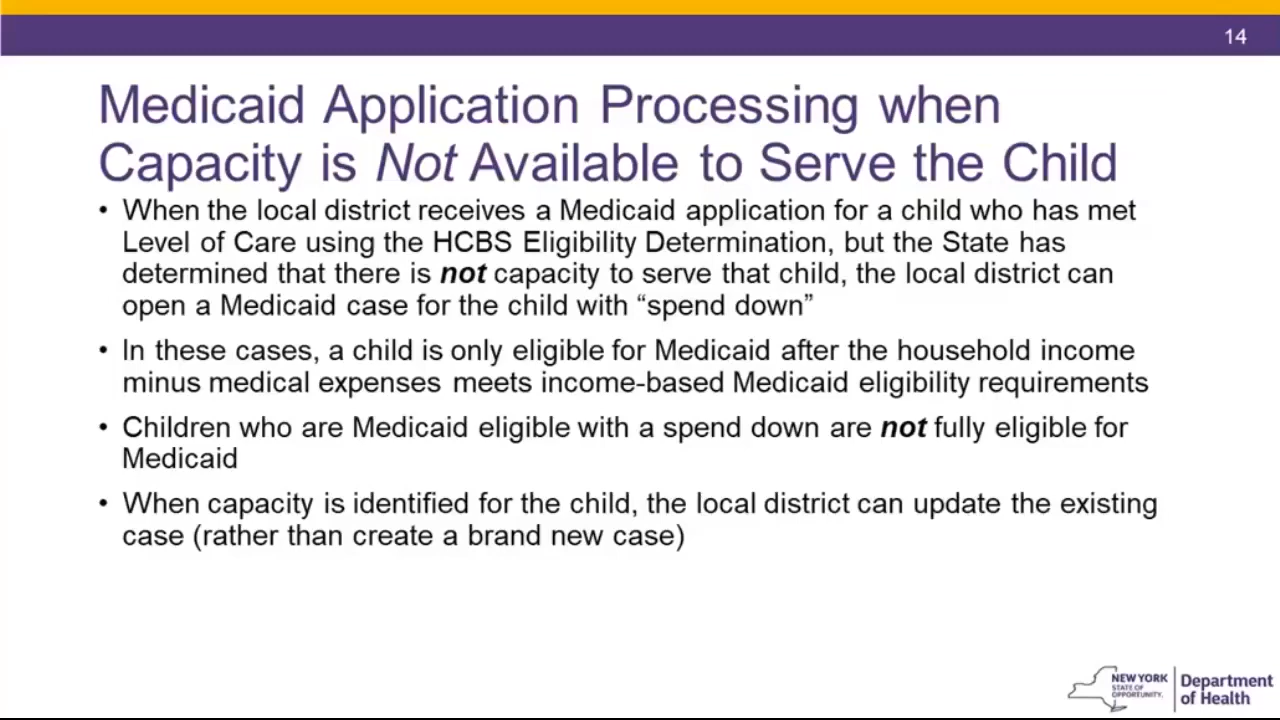 14
Medicaid Application Processing when
Capacity is Not Available to Serve the Child
• When the local district receives a Medicaid application for a child who has met
Level of Care using the HCBS Eligibility Determination, but the State has
determined that there is not capacity to serve that child, the local district can
open a Medicaid case for the child with “spend down”
• In these cases, a child is only eligible for Medicaid after the household income
minus medical expenses meets income-based Medicaid eligibility requirements
• Children who are Medicaid eligible with a spend down are not fully eligible for
Medicaid
• When capacity is identified for the child, the local district can update the existing
case (rather than create a brand new case)
NEW YORK
STATE OF
OPPORTUNITY.
Department
of Health